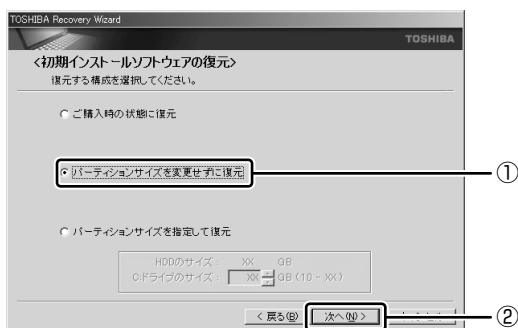 TOSHIBA Recovery Wizard
TOSHIBA
<初期インストールソフトウェアの復元>
復元する構成を選択してください。
ご購入時の状態に復元
パーティションサイズを変更せずに復元
①
パーティションサイズを指定して復元
HDDのサイズ： XX GB
C:ドライブのサイズ： XX GB (10 - XX)
< 戻る(B) 次へ(N) >
②